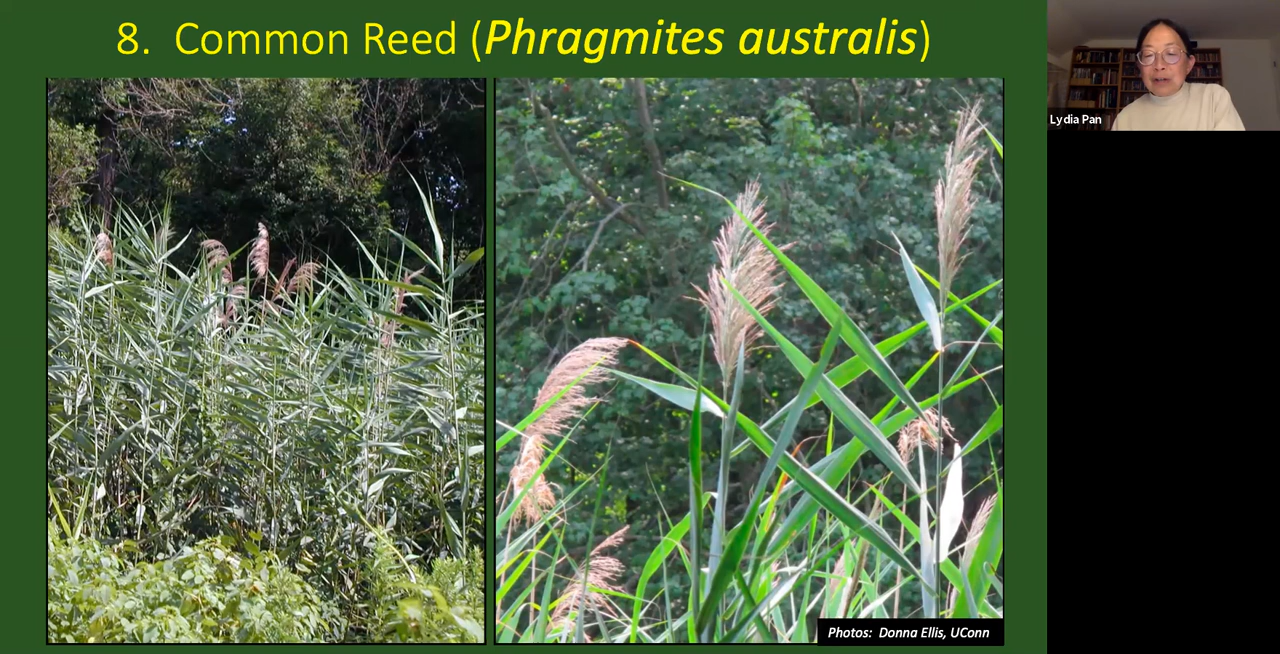 8. Common Reed (Phragmites australis)
Lydia Pan
Photos: Donna Ellis, UConn